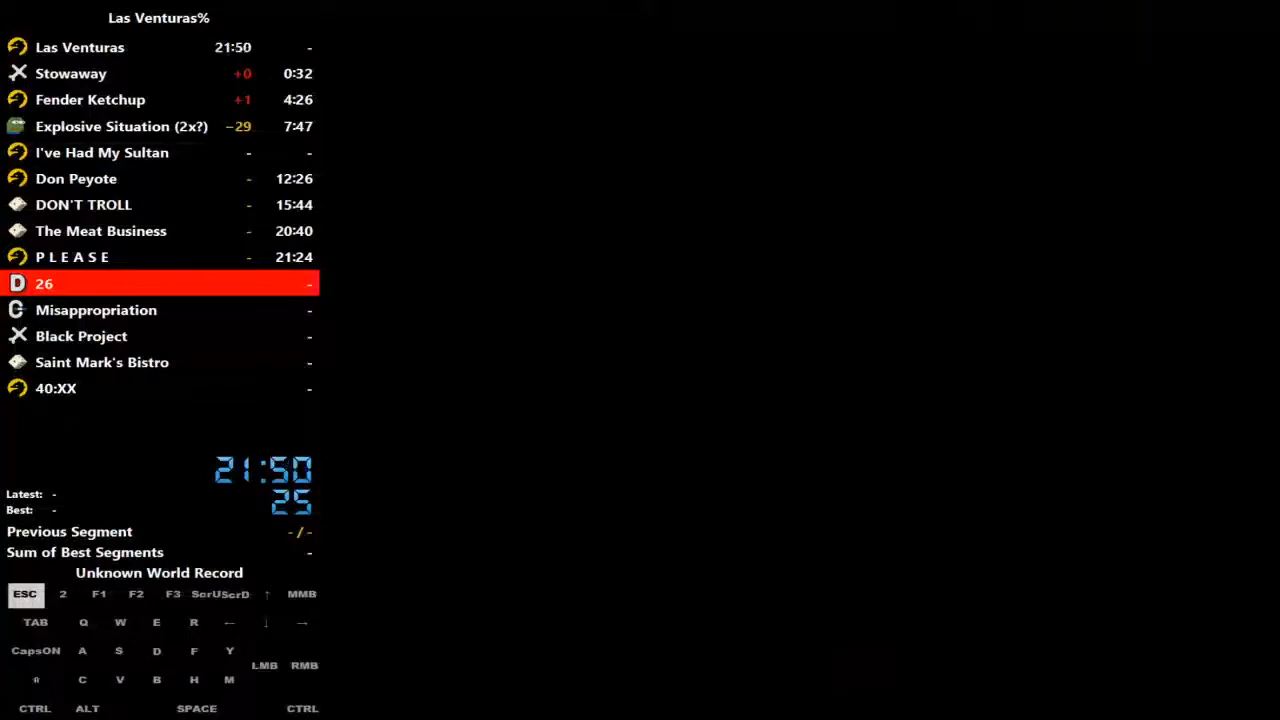 Las Venturas%
Las Venturas 21:50 -
Stowaway +0 0:32
Fender Ketchup +1 4:26
Explosive Situation (2x?) -29 7:47
I've Had My Sultan - -
Don Peyote - 12:26
DON'T TROLL - 15:44
The Meat Business - 20:40
P L E A S E - 21:24
D 26 -
Misappropriation -
Black Project -
Saint Mark's Bistro -
40:XX -
21:50
Latest: - 25
Best: -
Previous Segment - / -
Sum of Best Segments -
Unknown World Record
ESC 2 F1 F2 F3 ScrU ScrD ↑ MMB
TAB Q W E R ← ↓ →
CapsON A S D F Y
LMB RMB
C V B H M
CTRL ALT SPACE CTRL